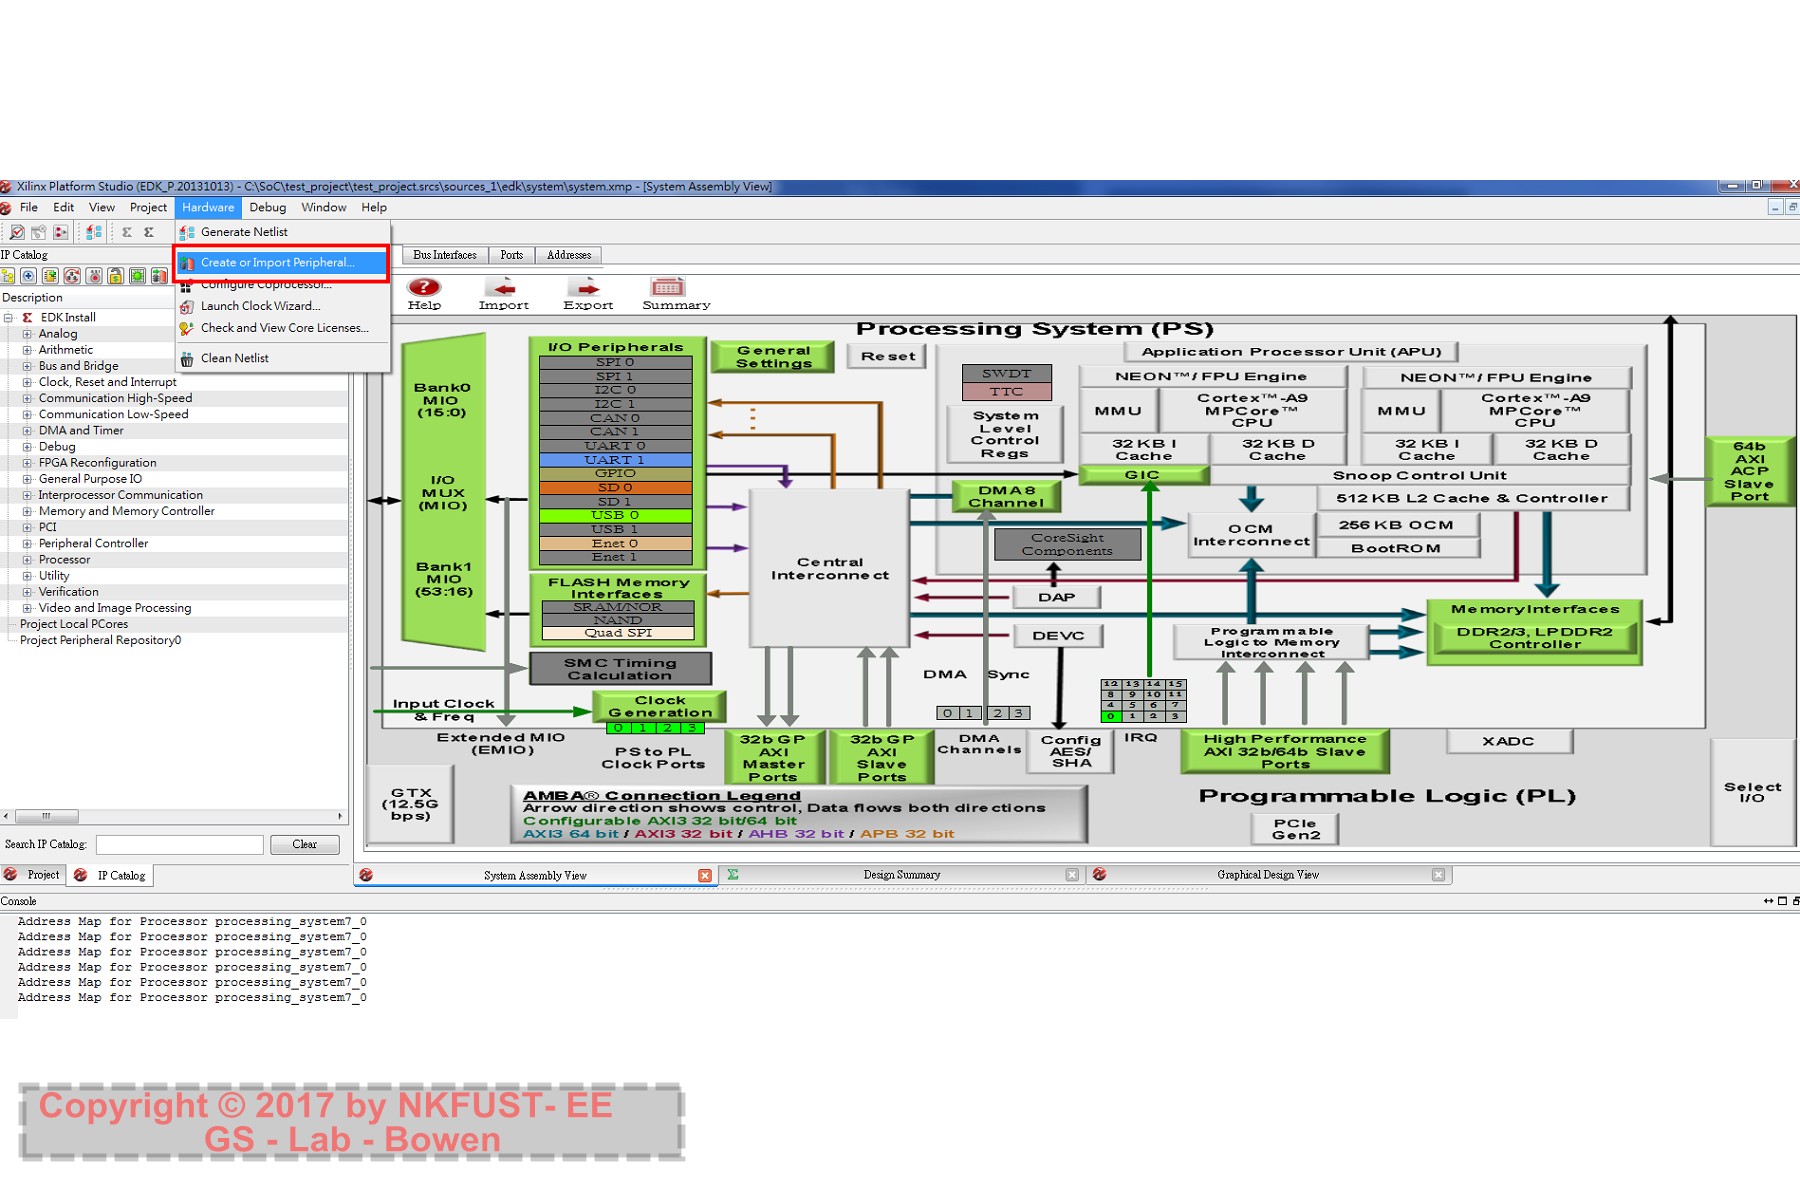 Xilinx Platform Studio (EDK_P.20131013) - C:\SoC\test_project\test_project.srcs\sources_1\edk\system\system.xmp - [System Assembly View]
File Edit View Project Hardware Debug Window Help
Generate Netlist
Create or Import Peripheral...
Configure Coprocessor...
Launch Clock Wizard...
Check and View Core Licenses...
Clean Netlist
IP Catalog
Description
EDK Install
Analog
Arithmetic
Bus and Bridge
Clock, Reset and Interrupt
Communication High-Speed
Communication Low-Speed
DMA and Timer
Debug
FPGA Reconfiguration
General Purpose IO
Interprocessor Communication
Memory and Memory Controller
PCI
Peripheral Controller
Processor
Utility
Verification
Video and Image Processing
Project Local PCores
Project Peripheral Repository0
Search IP Catalog:
Clear
Project
IP Catalog
Bus Interfaces
Ports
Addresses
Help
Import
Export
Summary
Processing System (PS)
Bank0
MIO
(15:0)
I/O
MUX
(MIO)
Bank1
MIO
(53:16)
I/O Peripherals
SPI 0
SPI 1
I2C 0
I2C 1
CAN 0
CAN 1
UART 0
UART 1
GPIO
SD 0
SD 1
USB 0
USB 1
Enet 0
Enet 1
FLASH Memory
Interfaces
SRAM/NOR
NAND
Quad SPI
SMC Timing
Calculation
General
Settings
Reset
Input Clock
& Freq
Clock
Generation
0 1 2 3
Extended MIO
(EMIO)
PS to PL
Clock Ports
Central
Interconnect
SWDT
TTC
System
Level
Control
Regs
Application Processor Unit (APU)
NEON™/ FPU Engine
MMU
Cortex™-A9
MPCore™
CPU
32 KB I
Cache
32 KB D
Cache
NEON™/ FPU Engine
MMU
Cortex™-A9
MPCore™
CPU
32 KB I
Cache
32 KB D
Cache
GIC
Snoop Control Unit
DMA 8
Channel
512 KB L2 Cache & Controller
OCM
Interconnect
256 KB OCM
BootROM
CoreSight
Components
DAP
DEVC
Programmable
Logic to Memory
Interconnect
Memory Interfaces
DDR2/3, LPDDR2
Controller
64b
AXI
ACP
Slave
Port
DMA Sync
0 1 2 3
12 13 14 15
8 9 10 11
4 5 6 7
0 1 2 3
32b GP
AXI
Master
Ports
32b GP
AXI
Slave
Ports
DMA
Channels
Config
AES/
SHA
IRQ
High Performance
AXI 32b/64b Slave
Ports
XADC
GTX
(12.5G
bps)
AMBA® Connection Legend
Arrow direction shows control, Data flows both directions
Configurable AXI3 32 bit/64 bit
AXI3 64 bit / AXI3 32 bit / AHB 32 bit / APB 32 bit
Programmable Logic (PL)
PCIe
Gen2
Select
I/O
System Assembly View
Design Summary
Graphical Design View
Console
Address Map for Processor processing_system7_0
Address Map for Processor processing_system7_0
Address Map for Processor processing_system7_0
Address Map for Processor processing_system7_0
Address Map for Processor processing_system7_0
Address Map for Processor processing_system7_0
Copyright © 2017 by NKFUST- EE
GS - Lab - Bowen